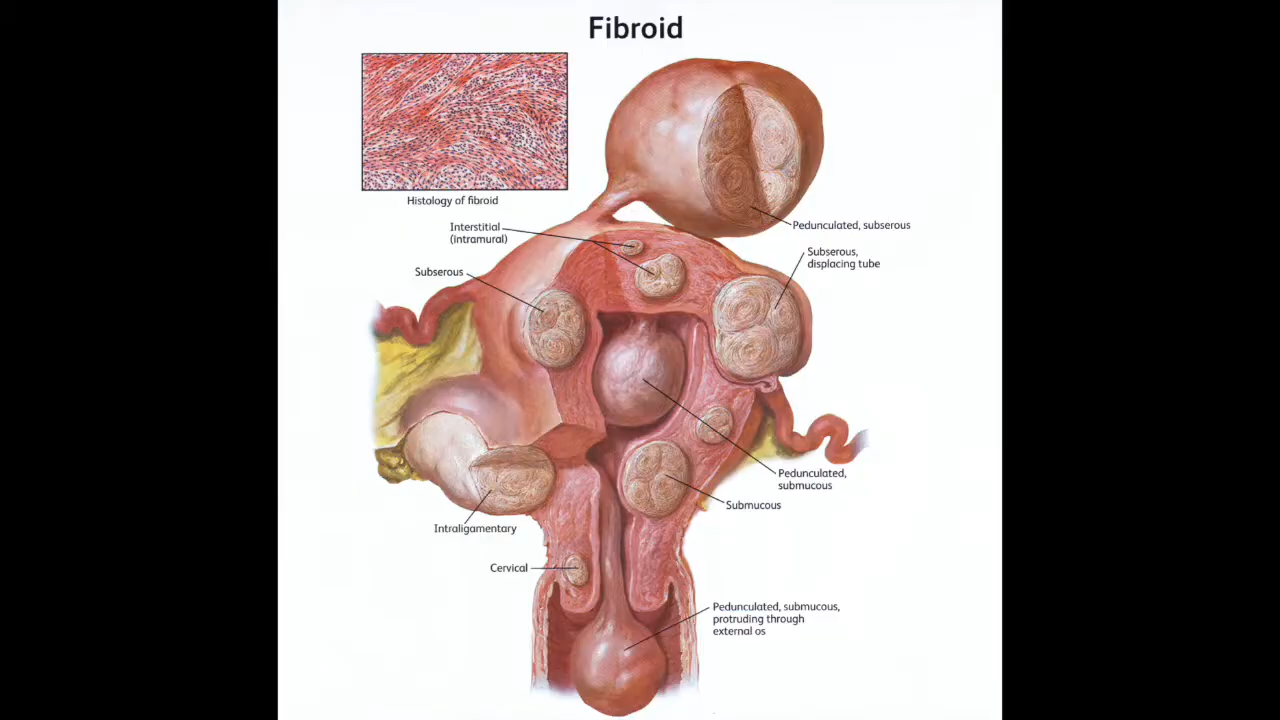 Fibroid
Histology of fibroid
Interstitial
(intramural)
Pedunculated, subserous
Subserous,
displacing tube
Subserous
Pedunculated,
submucous
Submucous
Intraligamentary
Cervical
Pedunculated, submucous,
protruding through
external os